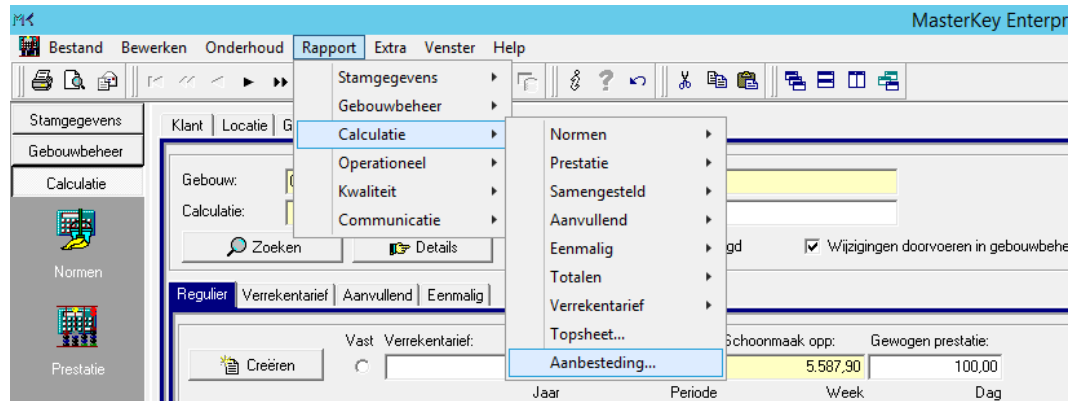 MasterKey Enterpr
Bestand Bewerken Onderhoud Rapport Extra Venster Help
Stamgegevens
Gebouwbeheer
Calculatie
Normen
Prestatie
Klant Locatie G
Gebouw:
Calculatie:
Zoeken Details
gd Wijzigingen doorvoeren in gebouwbehe
Regulier Verrekentarief Aanvullend Eenmalig
Vast Verrekentarief: Schoonmaak opp: Gewogen prestatie:
Creëren 5.587,90 100,00
Jaar Periode Week Dag
Stamgegevens
Gebouwbeheer
Calculatie
Operationeel
Kwaliteit
Communicatie
Normen
Prestatie
Samengesteld
Aanvullend
Eenmalig
Totalen
Verrekentarief
Topsheet...
Aanbesteding...